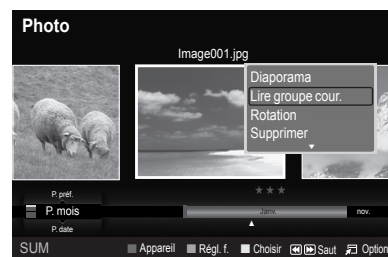 Photo
Image001.jpg
Diaporama
Lire groupe cour.
Rotation
Supprimer
P. préf.
P. mois
Janv.
nov.
P. date
SUM Appareil Régl. f. Choisir Saut Option